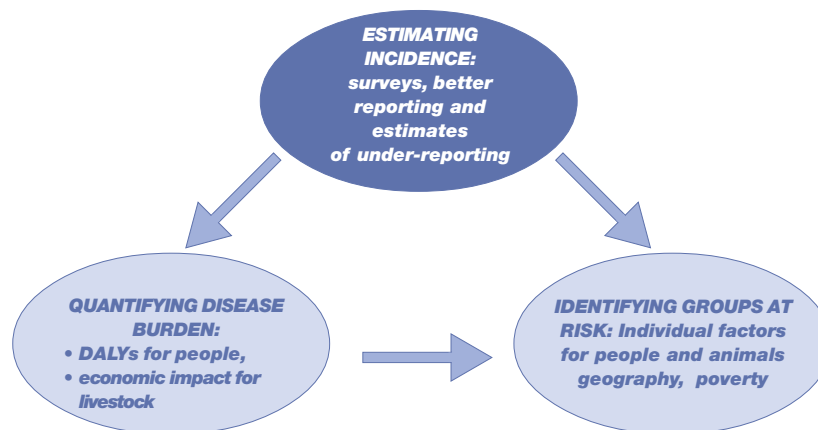 ESTIMATING
INCIDENCE:
surveys, better
reporting and
estimates
of under-reporting
QUANTIFYING DISEASE
BURDEN:
• DALYs for people,
• economic impact for
livestock
IDENTIFYING GROUPS AT
RISK: Individual factors
for people and animals
geography, poverty